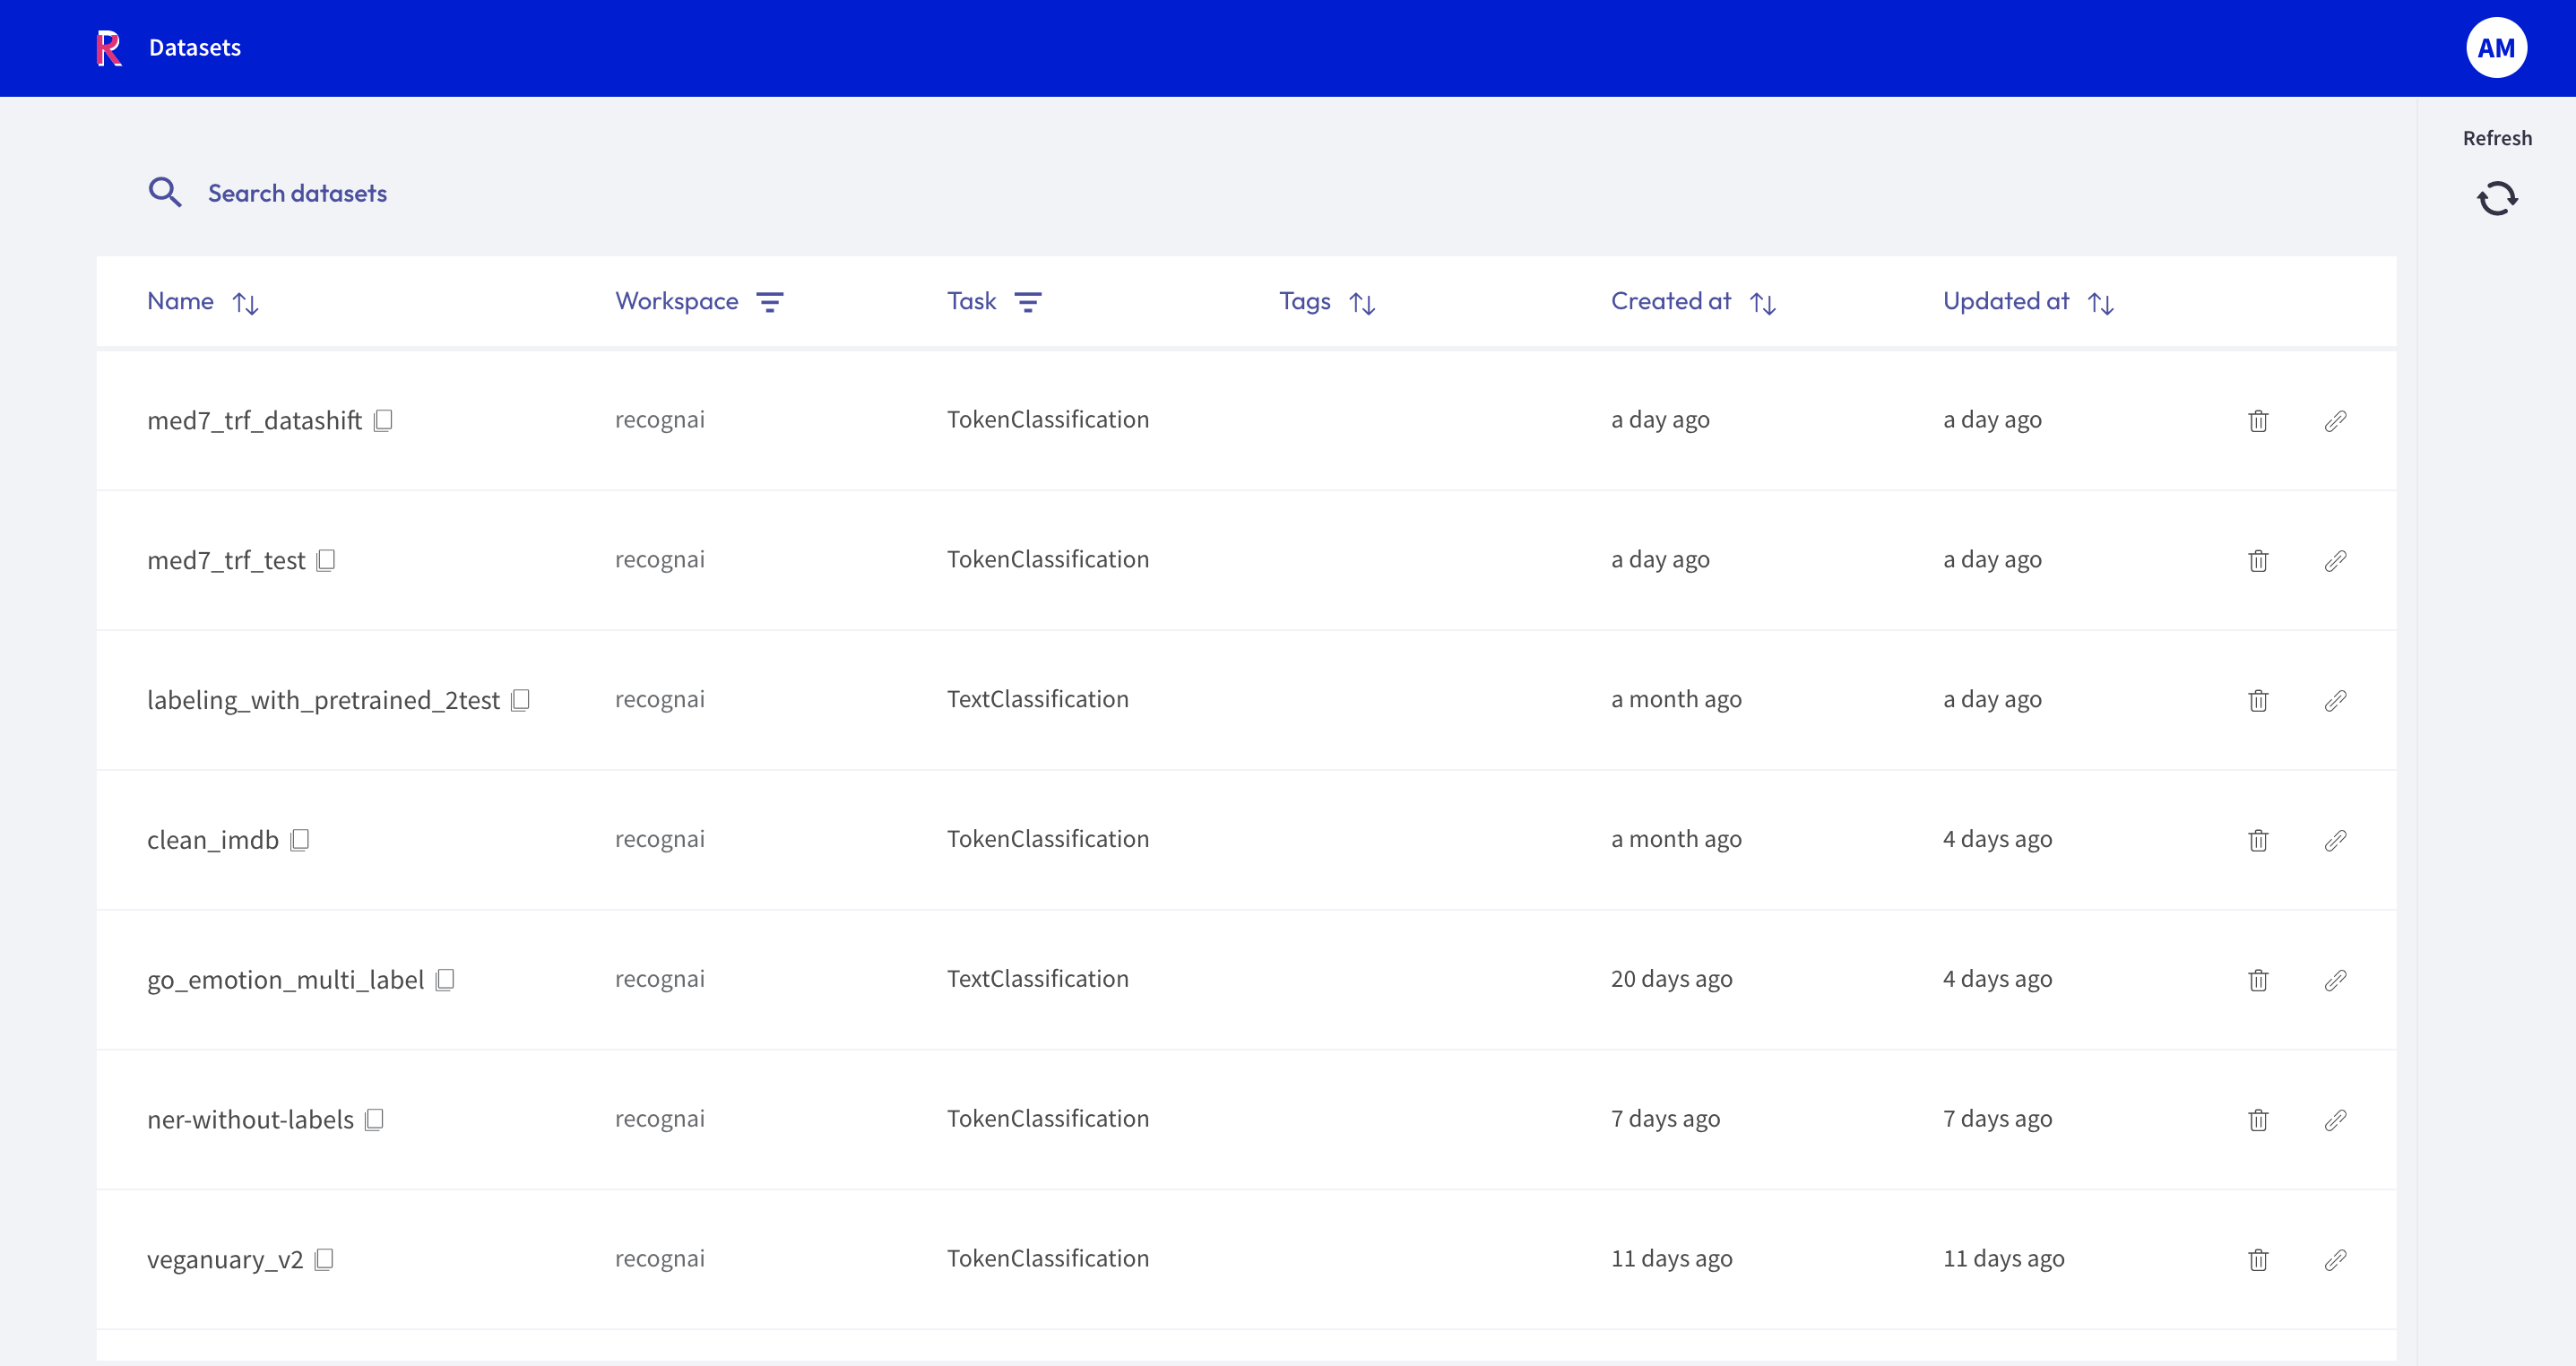 R Datasets AM
Refresh
Search datasets
Name Workspace Task Tags Created at Updated at
med7_trf_datashift recognai TokenClassification a day ago a day ago
med7_trf_test recognai TokenClassification a day ago a day ago
labeling_with_pretrained_2test recognai TextClassification a month ago a day ago
clean_imdb recognai TokenClassification a month ago 4 days ago
go_emotion_multi_label recognai TextClassification 20 days ago 4 days ago
ner-without-labels recognai TokenClassification 7 days ago 7 days ago
veganuary_v2 recognai TokenClassification 11 days ago 11 days ago